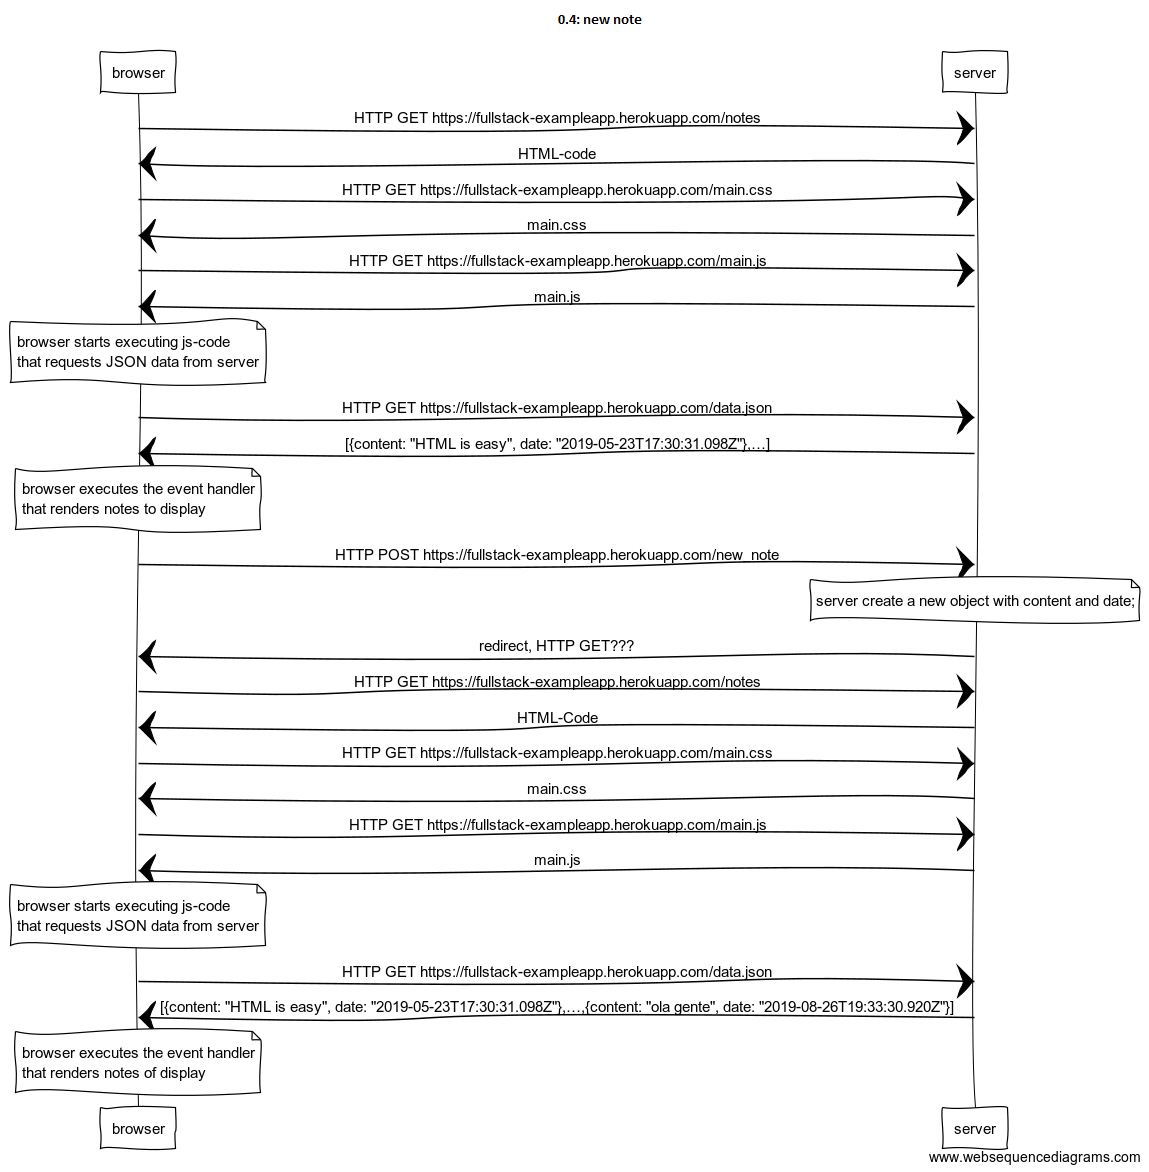 0.4: new note
browser
server
HTTP GET https://fullstack-exampleapp.herokuapp.com/notes
HTML-code
HTTP GET https://fullstack-exampleapp.herokuapp.com/main.css
main.css
HTTP GET https://fullstack-exampleapp.herokuapp.com/main.js
main.js
browser starts executing js-code
that requests JSON data from server
HTTP GET https://fullstack-exampleapp.herokuapp.com/data.json
[{content: "HTML is easy", date: "2019-05-23T17:30:31.098Z"},...]
browser executes the event handler
that renders notes to display
HTTP POST https://fullstack-exampleapp.herokuapp.com/new_note
server create a new object with content and date;
redirect, HTTP GET???
HTTP GET https://fullstack-exampleapp.herokuapp.com/notes
HTML-Code
HTTP GET https://fullstack-exampleapp.herokuapp.com/main.css
main.css
HTTP GET https://fullstack-exampleapp.herokuapp.com/main.js
main.js
browser starts executing js-code
that requests JSON data from server
HTTP GET https://fullstack-exampleapp.herokuapp.com/data.json
[{content: "HTML is easy", date: "2019-05-23T17:30:31.098Z"},...,{content: "ola gente", date: "2019-08-26T19:33:30.920Z"}]
browser executes the event handler
that renders notes of display
browser
server
www.websequencediagrams.com